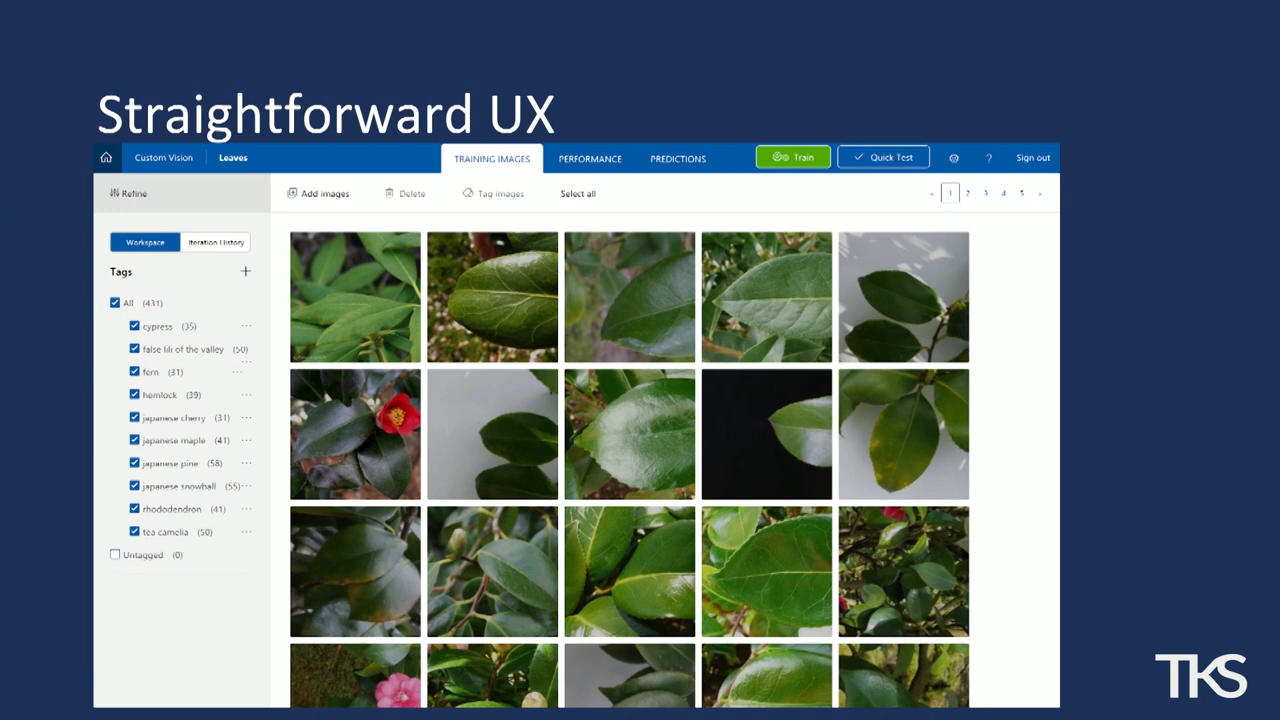 Straightforward UX
Custom Vision Leaves TRAINING IMAGES PERFORMANCE PREDICTIONS Train Quick Test ? Sign out
Refine Add images Delete Tag images Select all < 1 2 3 4 5 >
Workspace Iteration History
Tags +
All (431)
cypress (35) ...
false lili of the valley (50) ...
fern (31) ...
hemlock (39) ...
japanese cherry (31) ...
japanese maple (41) ...
japanese pine (58) ...
japanese snowball (55) ...
rhododendron (41) ...
tea camelia (50) ...
Untagged (0)
TKS